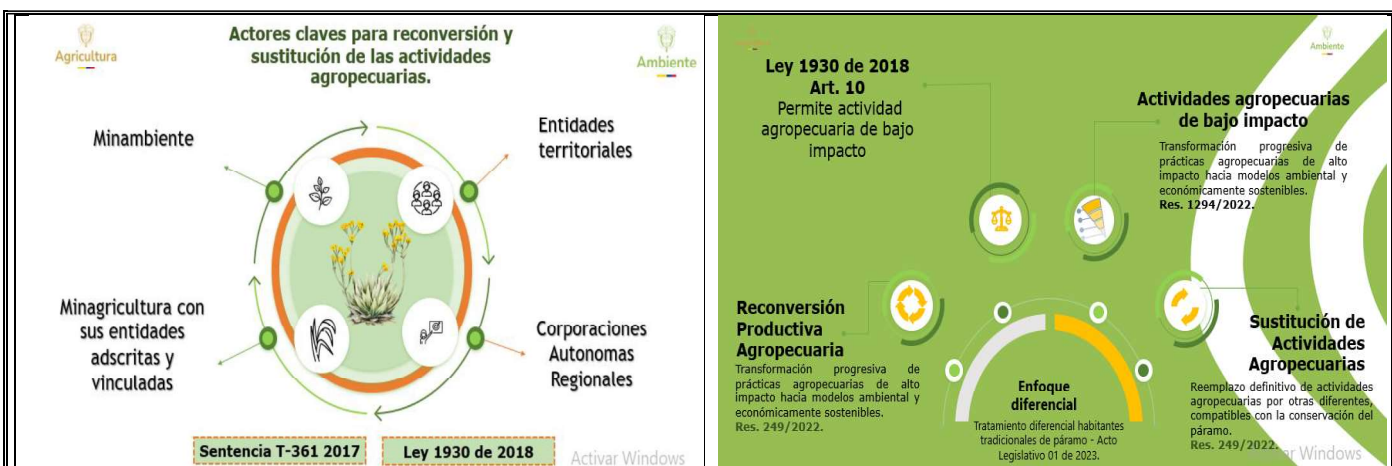 Agricultura
Actores claves para reconversión y
sustitución de las actividades
agropecuarias.
Ambiente
Minambiente
Entidades
territoriales
Minagricultura con
sus entidades
adscritas y
vinculadas
Corporaciones
Autonomas
Regionales
Sentencia T-361 2017
Ley 1930 de 2018
Activar Windows
Ambiente
Ley 1930 de 2018
Art. 10
Permite actividad
agropecuaria de bajo
impacto
Actividades agropecuarias
de bajo impacto
Transformación progresiva de
prácticas agropecuarias de alto
impacto hacia modelos ambiental y
económicamente sostenibles.
Res. 1294/2022.
Reconversión
Productiva
Agropecuaria
Transformación progresiva de
prácticas agropecuarias de alto
impacto hacia modelos ambiental y
económicamente sostenibles.
Res. 249/2022.
Enfoque
diferencial
Tratamiento diferencial habitantes
tradicionales de páramo - Acto
Legislativo 01 de 2023.
Sustitución de
Actividades
Agropecuarias
Reemplazo definitivo de actividades
agropecuarias por otras diferentes,
compatibles con la conservación del
páramo.
Res. 249/2022.
Windows